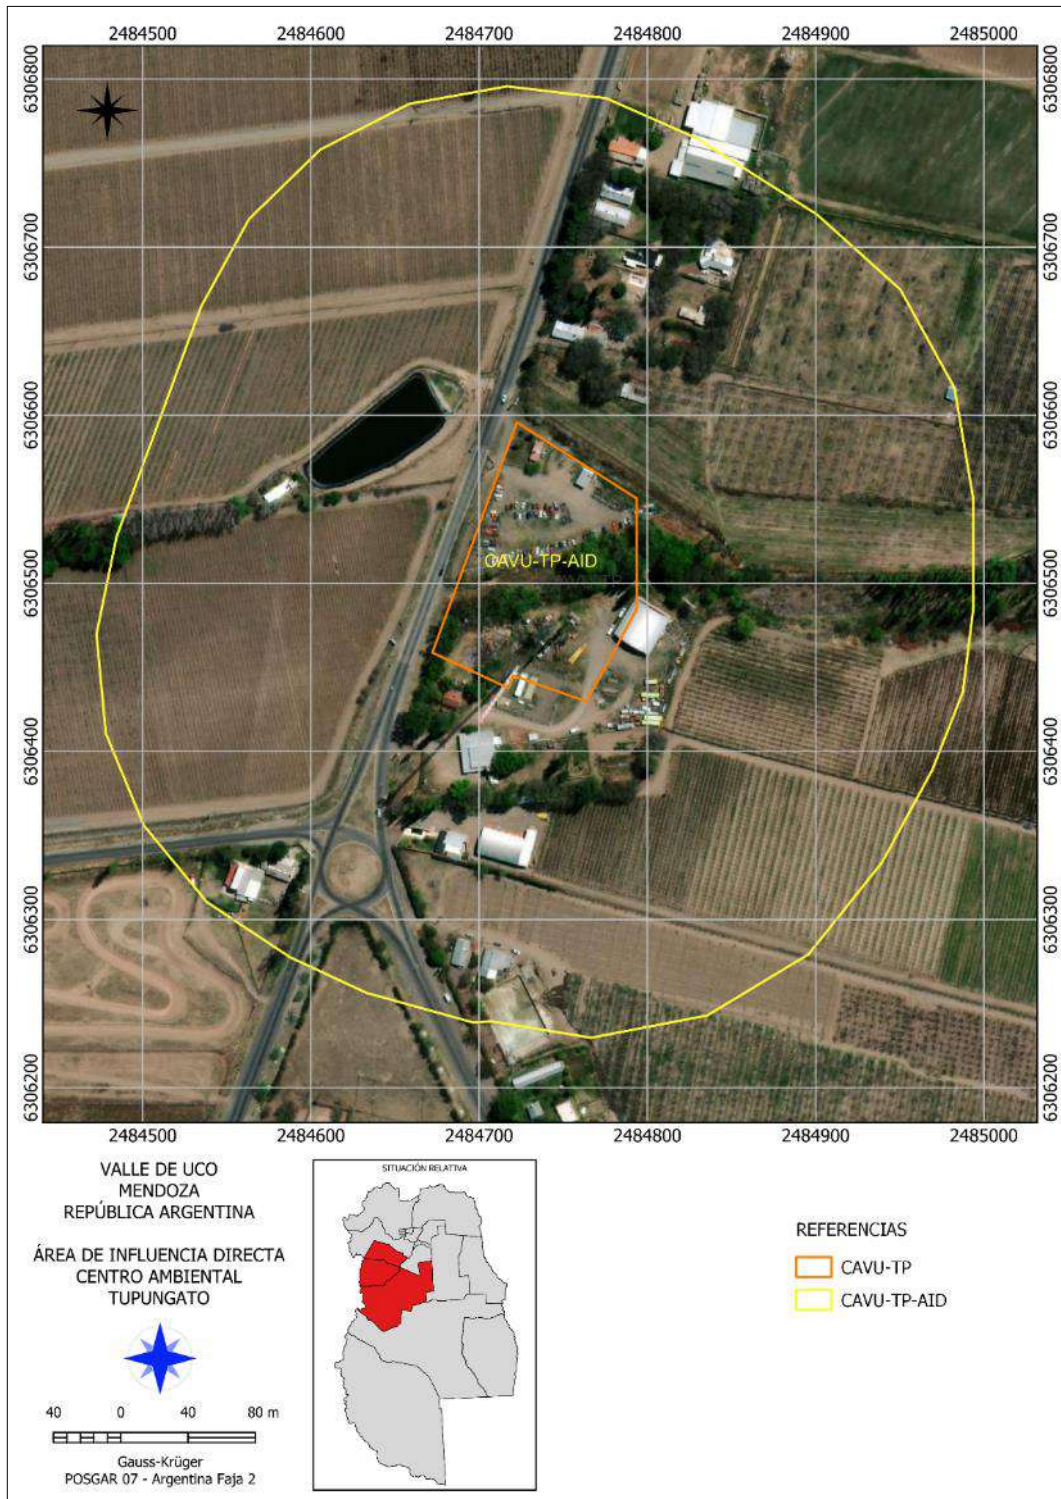 2484500 2484600 2484700 2484800 2484900 2485000
6306800 6306800
6306700 6306700
6306600 6306600
CAVU-TP-AID
6306500 6306500
6306400 6306400
6306300 6306300
6306200 6306200
2484500 2484600 2484700 2484800 2484900 2485000
VALLE DE UCO
MENDOZA
REPÚBLICA ARGENTINA
ÁREA DE INFLUENCIA DIRECTA
CENTRO AMBIENTAL
TUPUNGATO
40 0 40 80 m
Gauss-Krüger
POSGAR 07 - Argentina Faja 2
SITUACIÓN RELATIVA
REFERENCIAS
CAVU-TP
CAVU-TP-AID